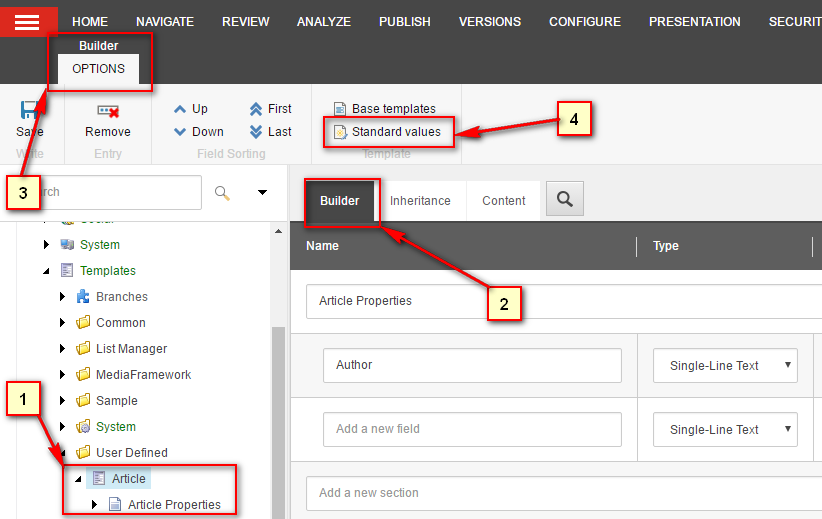 HOME NAVIGATE REVIEW ANALYZE PUBLISH VERSIONS CONFIGURE PRESENTATION SECURIT
Builder
OPTIONS
Up First Base templates
Save Remove Down Last Standard values 4
Write Entry Field Sorting Template
3 rch
Builder Inheritance Content
System
Name Type
Templates
Branches
Article Properties
2
Common
List Manager
Author Single-Line Text
MediaFramework
1 Sample
System
Add a new field Single-Line Text
User Defined
Article
Add a new section
Article Properties